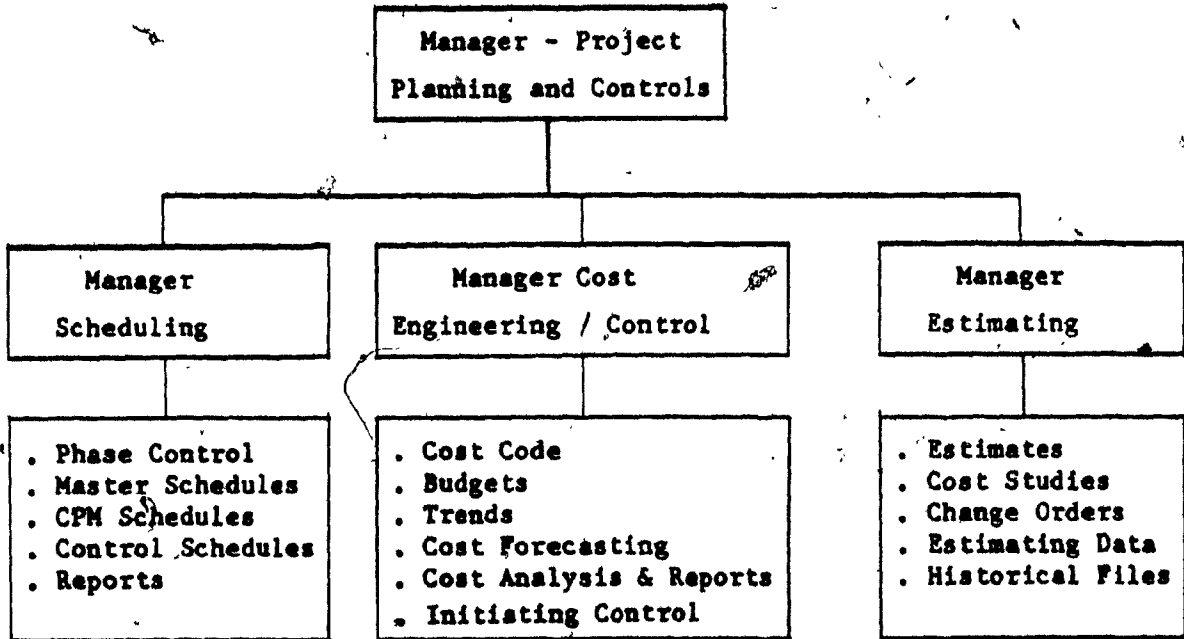 Manager - Project
Planning and Controls
Manager
Scheduling
Manager Cost
Engineering / Control
Manager
Estimating
. Phase Control
. Master Schedules
. CPM Schedules
. Control Schedules
. Reports
. Cost Code
. Budgets
. Trends
. Cost Forecasting
. Cost Analysis & Reports
. Initiating Control
. Estimates
. Cost Studies
. Change Orders
. Estimating Data
. Historical Files